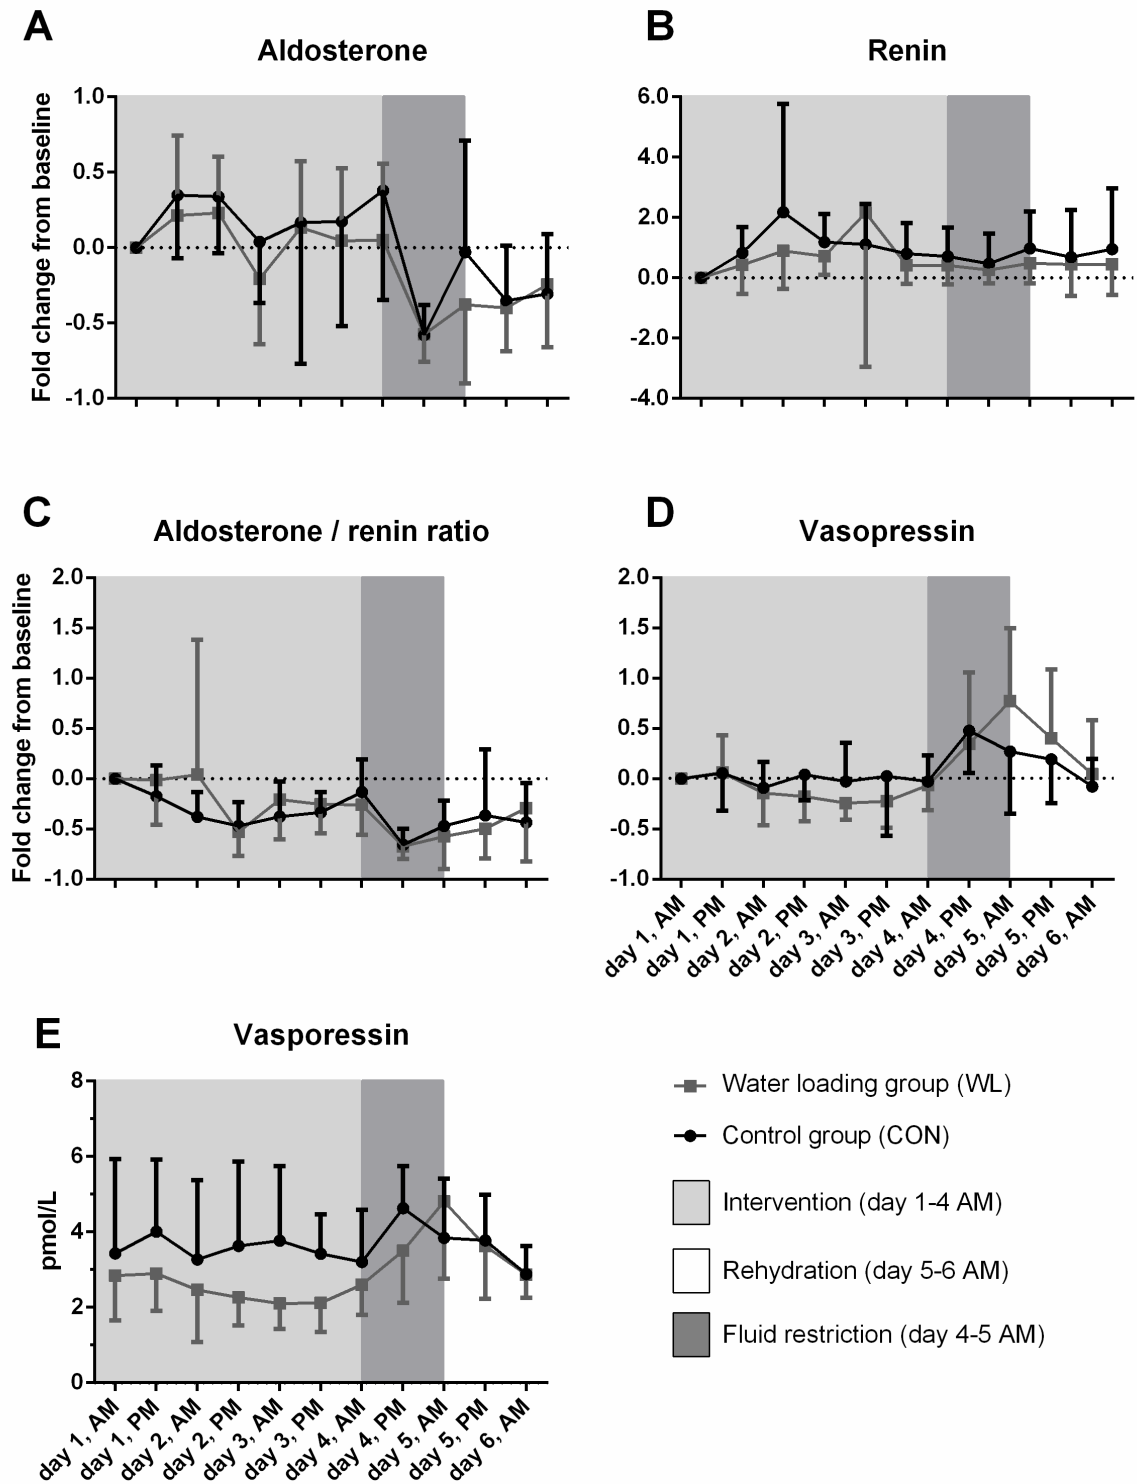 A
Aldosterone
Fold change from baseline
1.0
0.5
0.0
-0.5
-1.0
B
Renin
6.0
4.0
2.0
0.0
-2.0
-4.0
C
Aldosterone / renin ratio
Fold change from baseline
2.0
1.5
1.0
0.5
0.0
-0.5
-1.0
D
Vasopressin
2.0
1.5
1.0
0.5
0.0
-0.5
-1.0
day 1, AM
day 1, PM
day 2, AM
day 2, PM
day 3, AM
day 3, PM
day 4, AM
day 4, PM
day 5, AM
day 5, PM
day 6, AM
E
Vasporessin
pmol/L
8
6
4
2
0
day 1, AM
day 1, PM
day 2, AM
day 2, PM
day 3, AM
day 3, PM
day 4, AM
day 4, PM
day 5, AM
day 5, PM
day 6, AM
Water loading group (WL)
Control group (CON)
Intervention (day 1-4 AM)
Rehydration (day 5-6 AM)
Fluid restriction (day 4-5 AM)